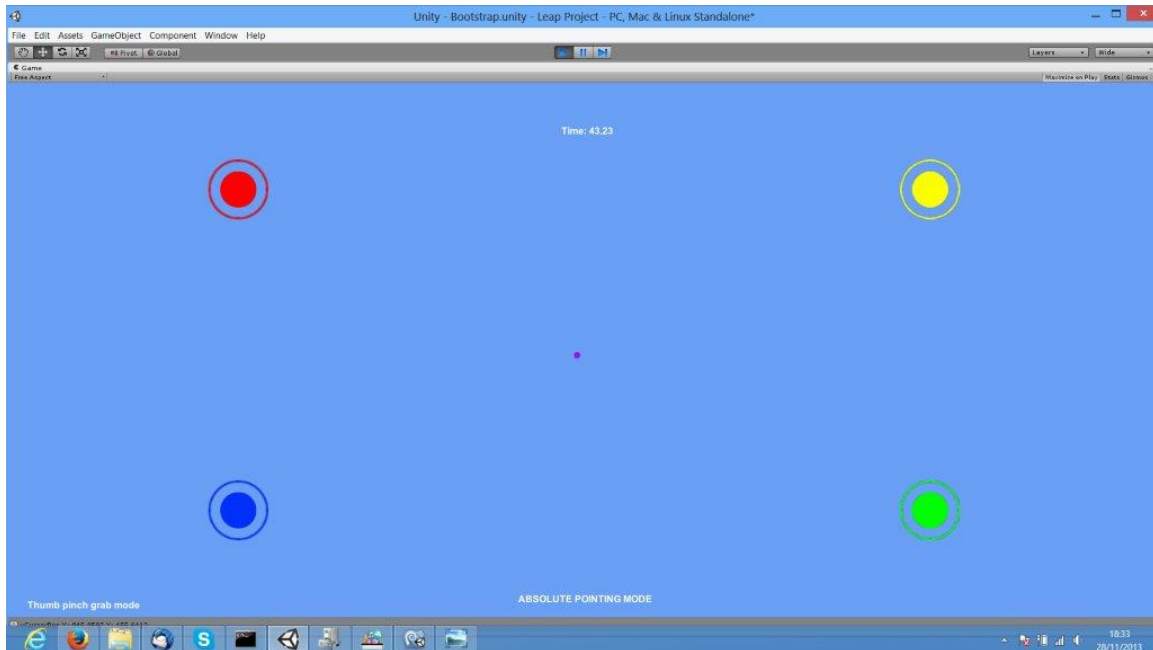 Unity - Bootstrap.unity - Leap Project - PC, Mac & Linux Standalone*
File Edit Assets GameObject Component Window Help
Pivot Global Layers Wide
Game
Free Aspect Maximize on Play Stats Gizmos
Time: 43.23
Thumb pinch grab mode
ABSOLUTE POINTING MODE
18:33
28/11/2013